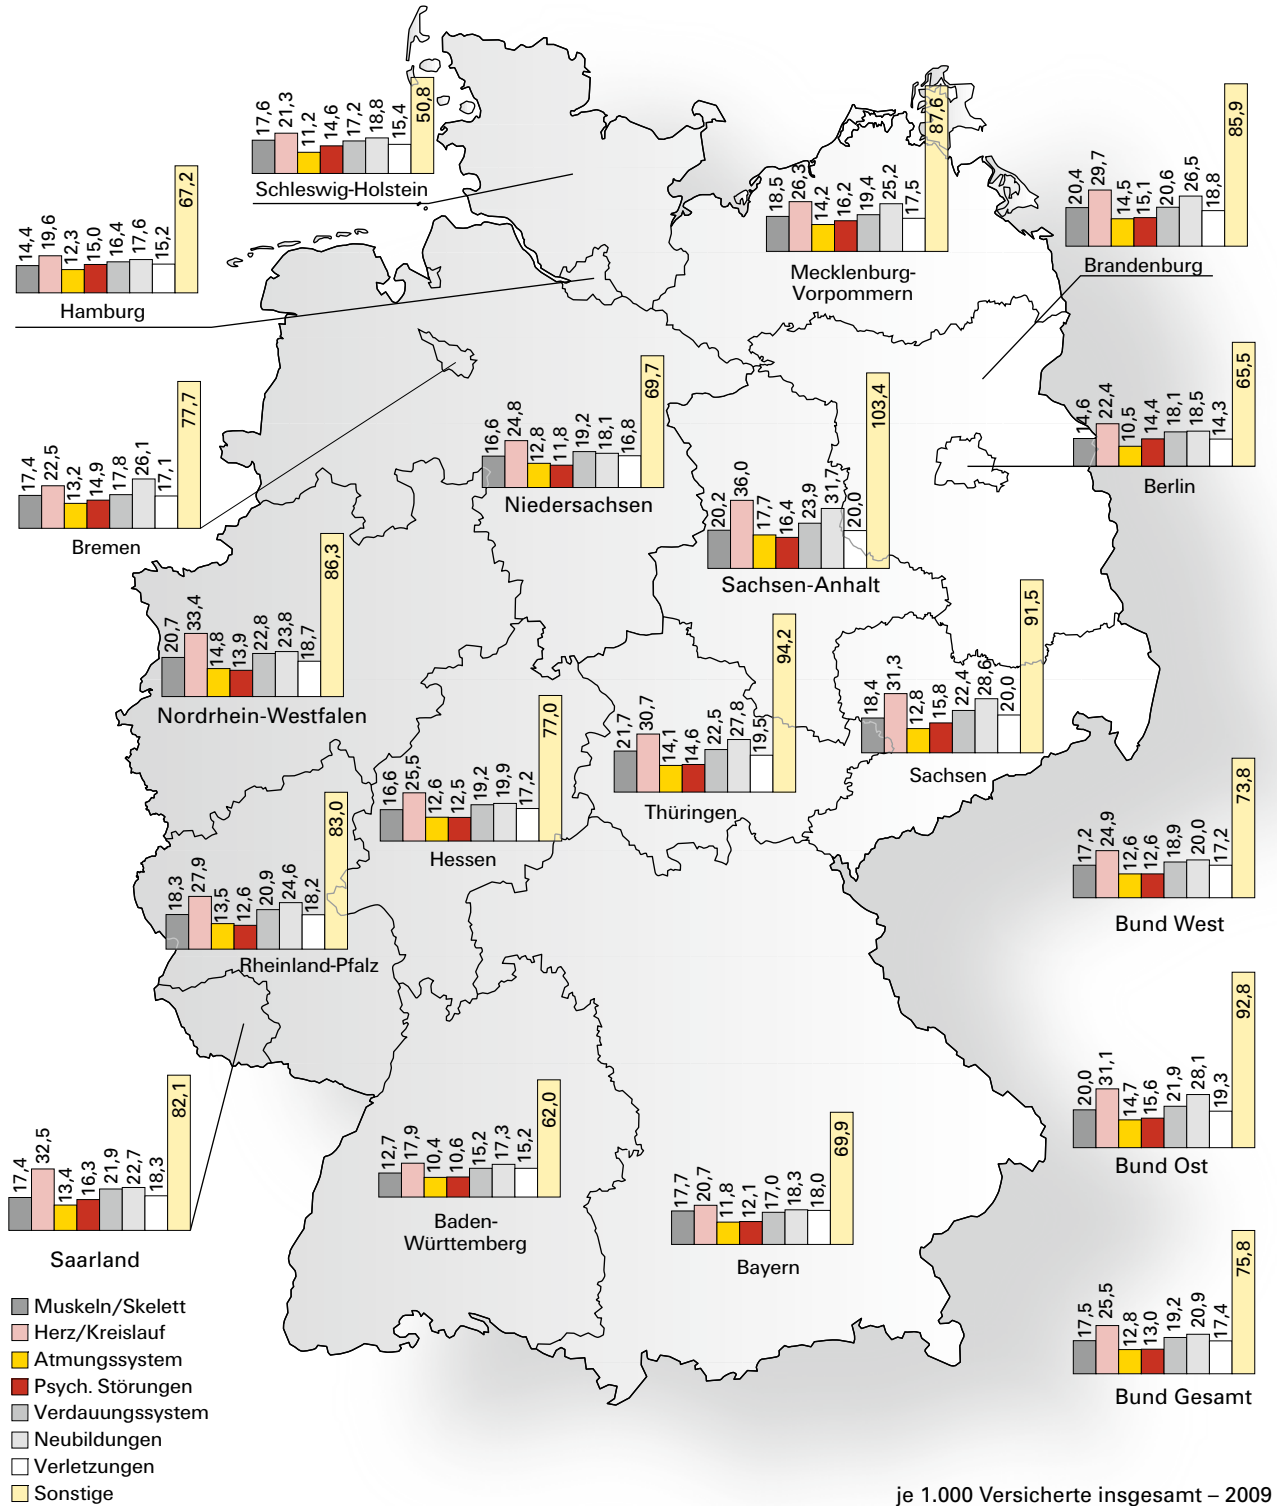 17,6 21,3 11,2 14,6 17,2 18,8 15,4 50,8
Schleswig-Holstein
14,4 19,6 12,3 15,0 16,4 17,6 15,2 67,2
Hamburg
18,5 26,3 14,2 16,2 19,4 25,2 17,5 87,6
Mecklenburg-
Vorpommern
20,4 29,7 14,5 15,1 20,6 26,5 18,8 85,9
Brandenburg
17,4 22,5 13,2 14,9 17,8 26,1 17,1 77,7
Bremen
16,6 24,8 12,8 11,8 19,2 18,1 16,8 69,7
Niedersachsen
20,2 36,0 17,7 16,4 23,9 31,7 20,0 103,4
Sachsen-Anhalt
14,6 22,4 10,5 14,4 18,1 18,5 14,3 65,5
Berlin
20,7 33,4 14,8 13,9 22,8 23,8 18,7 86,3
Nordrhein-Westfalen
16,6 25,5 12,6 12,5 19,2 19,9 17,2 77,0
Hessen
21,7 30,7 14,1 14,6 22,5 27,8 19,5 94,2
Thüringen
18,4 31,3 12,8 15,8 22,4 28,6 20,0 91,5
Sachsen
18,3 27,9 13,5 12,6 20,9 24,6 18,2 83,0
Rheinland-Pfalz
17,2 24,9 12,6 12,6 18,9 20,0 17,2 73,8
Bund West
20,0 31,1 14,7 15,6 21,9 28,1 19,3 92,8
Bund Ost
17,4 32,5 13,4 16,3 21,9 22,7 18,3 82,1
Saarland
12,7 17,9 10,4 10,6 15,2 17,3 15,2 62,0
Baden-
Württemberg
17,7 20,7 11,8 12,1 17,0 18,3 18,0 69,9
Bayern
17,5 25,5 12,8 13,0 19,2 20,9 17,4 75,8
Bund Gesamt
Muskeln/Skelett
Herz/Kreislauf
Atmungssystem
Psych. Störungen
Verdauungssystem
Neubildungen
Verletzungen
Sonstige
je 1.000 Versicherte insgesamt – 2009